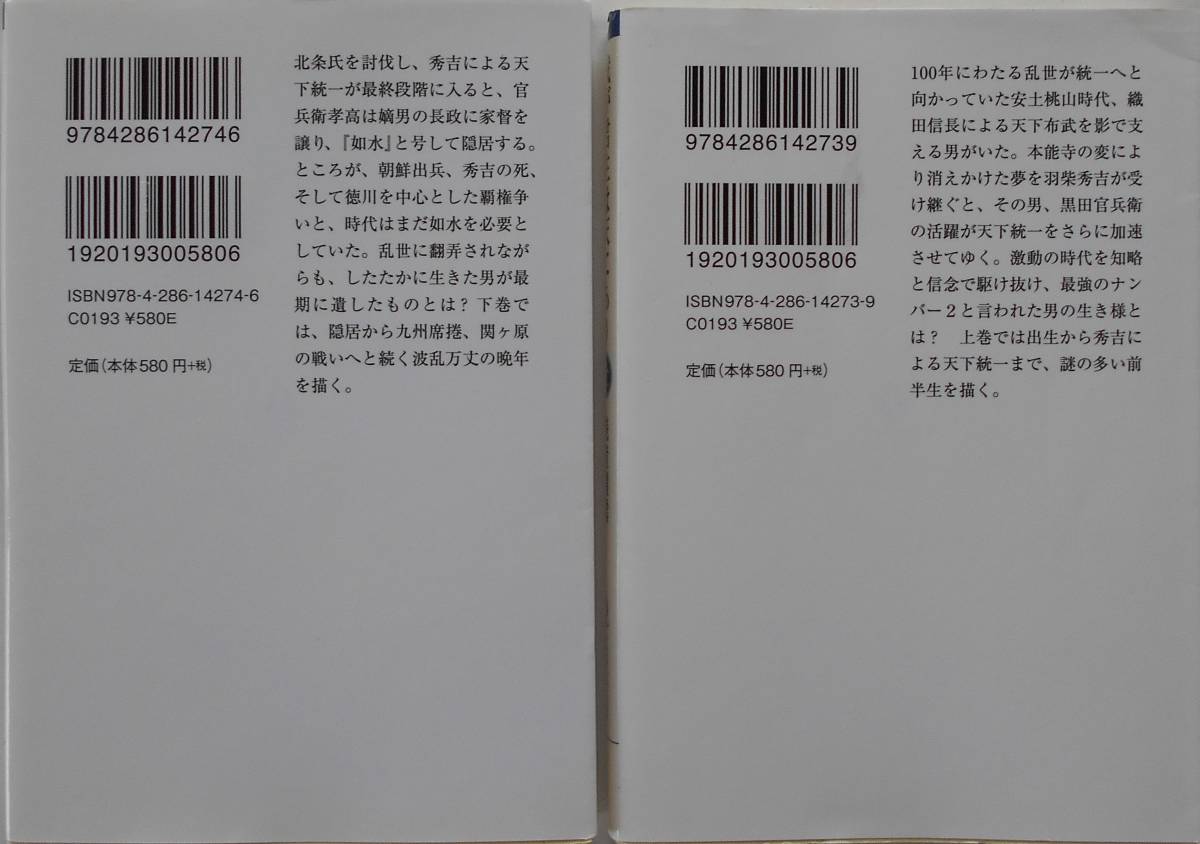 9784286142746
1920193005806
ISBN978-4-286-14274-6
C0193 ¥580E
定価（本体580円+税）
北条氏を討伐し、秀吉による天
下統一が最終段階に入ると、官
兵衛孝高は嫡男の長政に家督を
譲り、『如水』と号して隠居する。
ところが、朝鮮出兵、秀吉の死、
そして徳川を中心とした覇権争
いと、時代はまだ如水を必要と
していた。乱世に翻弄されなが
らも、したたかに生きた男が最
期に遺したものとは？下巻で
は、隠居から九州席捲、関ヶ原
の戦いへと続く波乱万丈の晩年
を描く。
9784286142739
1920193005806
ISBN978-4-286-14273-9
C0193 ¥580E
定価（本体580円+税）
100年にわたる乱世が統一へと
向かっていた安土桃山時代、織
田信長による天下布武を影で支
える男がいた。本能寺の変によ
り消えかけた夢を羽柴秀吉が受
け継ぐと、その男、黒田官兵衛
の活躍が天下統一をさらに加速
させてゆく。激動の時代を知略
と信念で駆け抜け、最強のナン
バー２と言われた男の生き様と
は？　上巻では出生から秀吉に
よる天下統一まで、謎の多い前
半生を描く。